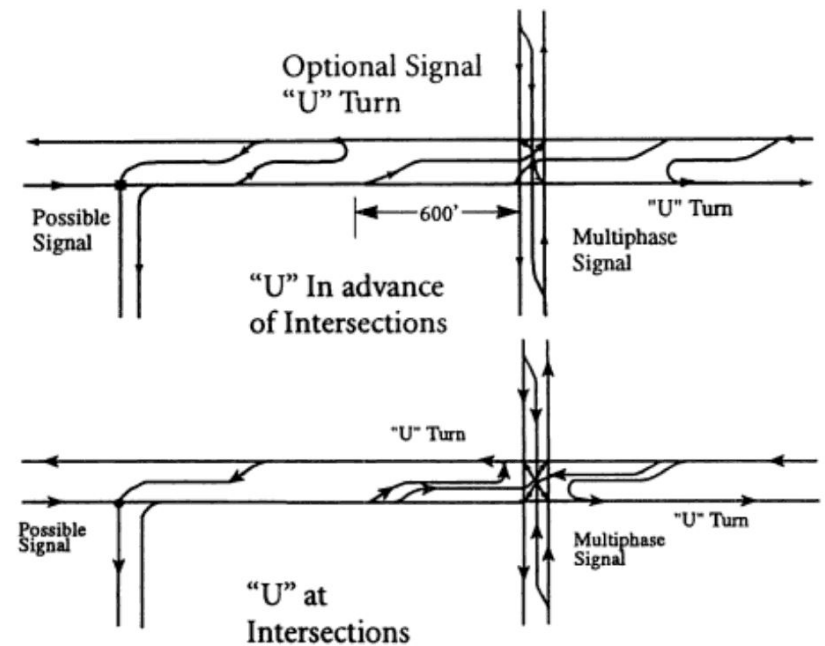 Optional Signal
“U” Turn
Possible
Signal
600'
"U" Turn
Multiphase
Signal
“U” In advance
of Intersections
"U" Turn
Possible
Signal
"U" Turn
Multiphase
Signal
“U” at
Intersections